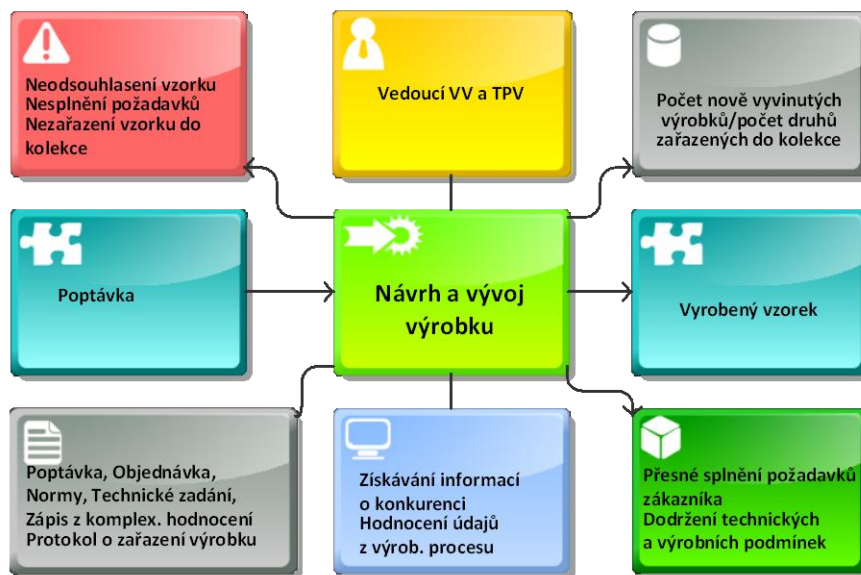 Neodsouhlasení vzorku
Nesplnění požadavků
Nezařazení vzorku do
kolekce
Vedoucí VV a TPV
Počet nově vyvinutých
výrobků/počet druhů
zařazených do kolekce
Poptávka
Návrh a vývoj
výrobku
Vyrobený vzorek
Poptávka, Objednávka,
Normy, Technické zadání,
Zápis z komplex. hodnocení
Protokol o zařazení výrobku
Získávání informací
o konkurenci
Hodnocení údajů
z výrob. procesu
Přesné splnění požadavků
zákazníka
Dodržení technických
a výrobních podmínek